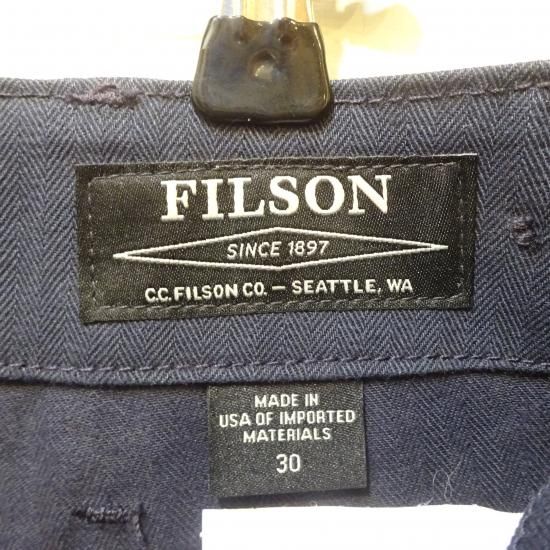 FILSON
SINCE 1897
C.C. FILSON CO. – SEATTLE, WA
MADE IN
USA OF IMPORTED
MATERIALS
30